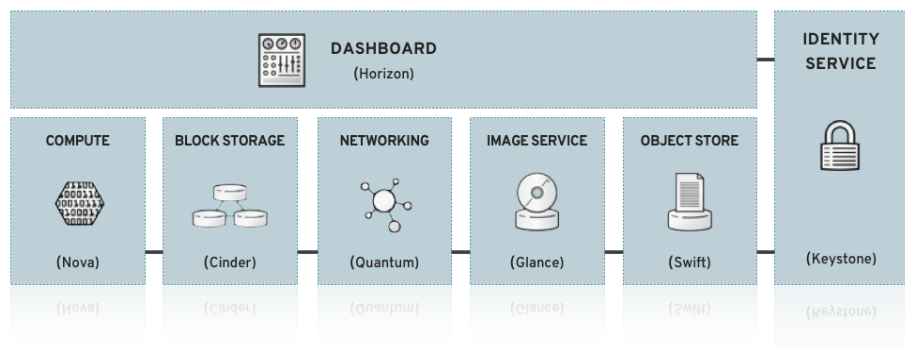 DASHBOARD
(Horizon)
IDENTITY
SERVICE
(Keystone)
COMPUTE
(Nova)
BLOCK STORAGE
(Cinder)
NETWORKING
(Quantum)
IMAGE SERVICE
(Glance)
OBJECT STORE
(Swift)